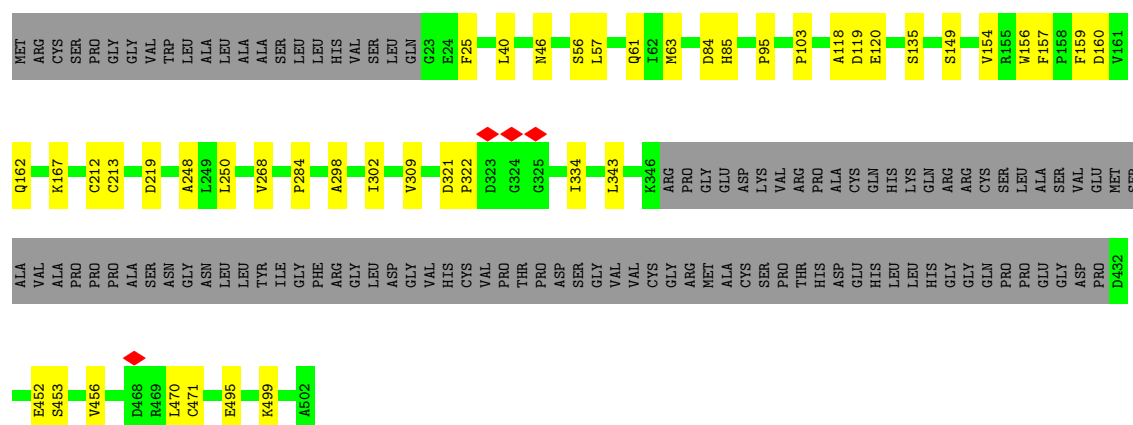 MET ARG CYS SER PRO GLY GLY VAL TRP LEU ALA LEU LEU ALA ALA SER LEU LEU HIS VAL SER LEU GLN G23 E24 F25 L40 N46 S56 L57 Q61 I62 M63 D84 H85 P95 P103 A118 D119 E120 S135 S149 V154 R155 W156 F157 P158 F159 D160 V161
Q162 K167 C212 C213 D219 A248 L249 L250 V268 P284 A298 I302 V309 D321 P322 D323 G324 G325 I334 L343 K346 ARG PRO GLY GLU ASP LYS VAL ARG PRO ALA CYS GLN HIS LYS GLN ARG ARG CYS SER LEU ALA SER VAL GLU MET SER
ALA VAL ALA PRO PRO PRO ALA SER ASN GLY ASN LEU LEU TYR ILE GLY PHE ARG GLY LEU ASP GLY VAL HIS CYS VAL PRO THR PRO ASP SER GLY VAL VAL CYS GLY ARG MET ALA CYS SER PRO THR HIS ASP GLU HIS LEU LEU HIS GLY GLY GLN PRO PRO GLU GLY ASP PRO D432
E452 S453 V456 D468 R469 L470 C471 E495 K499 A502